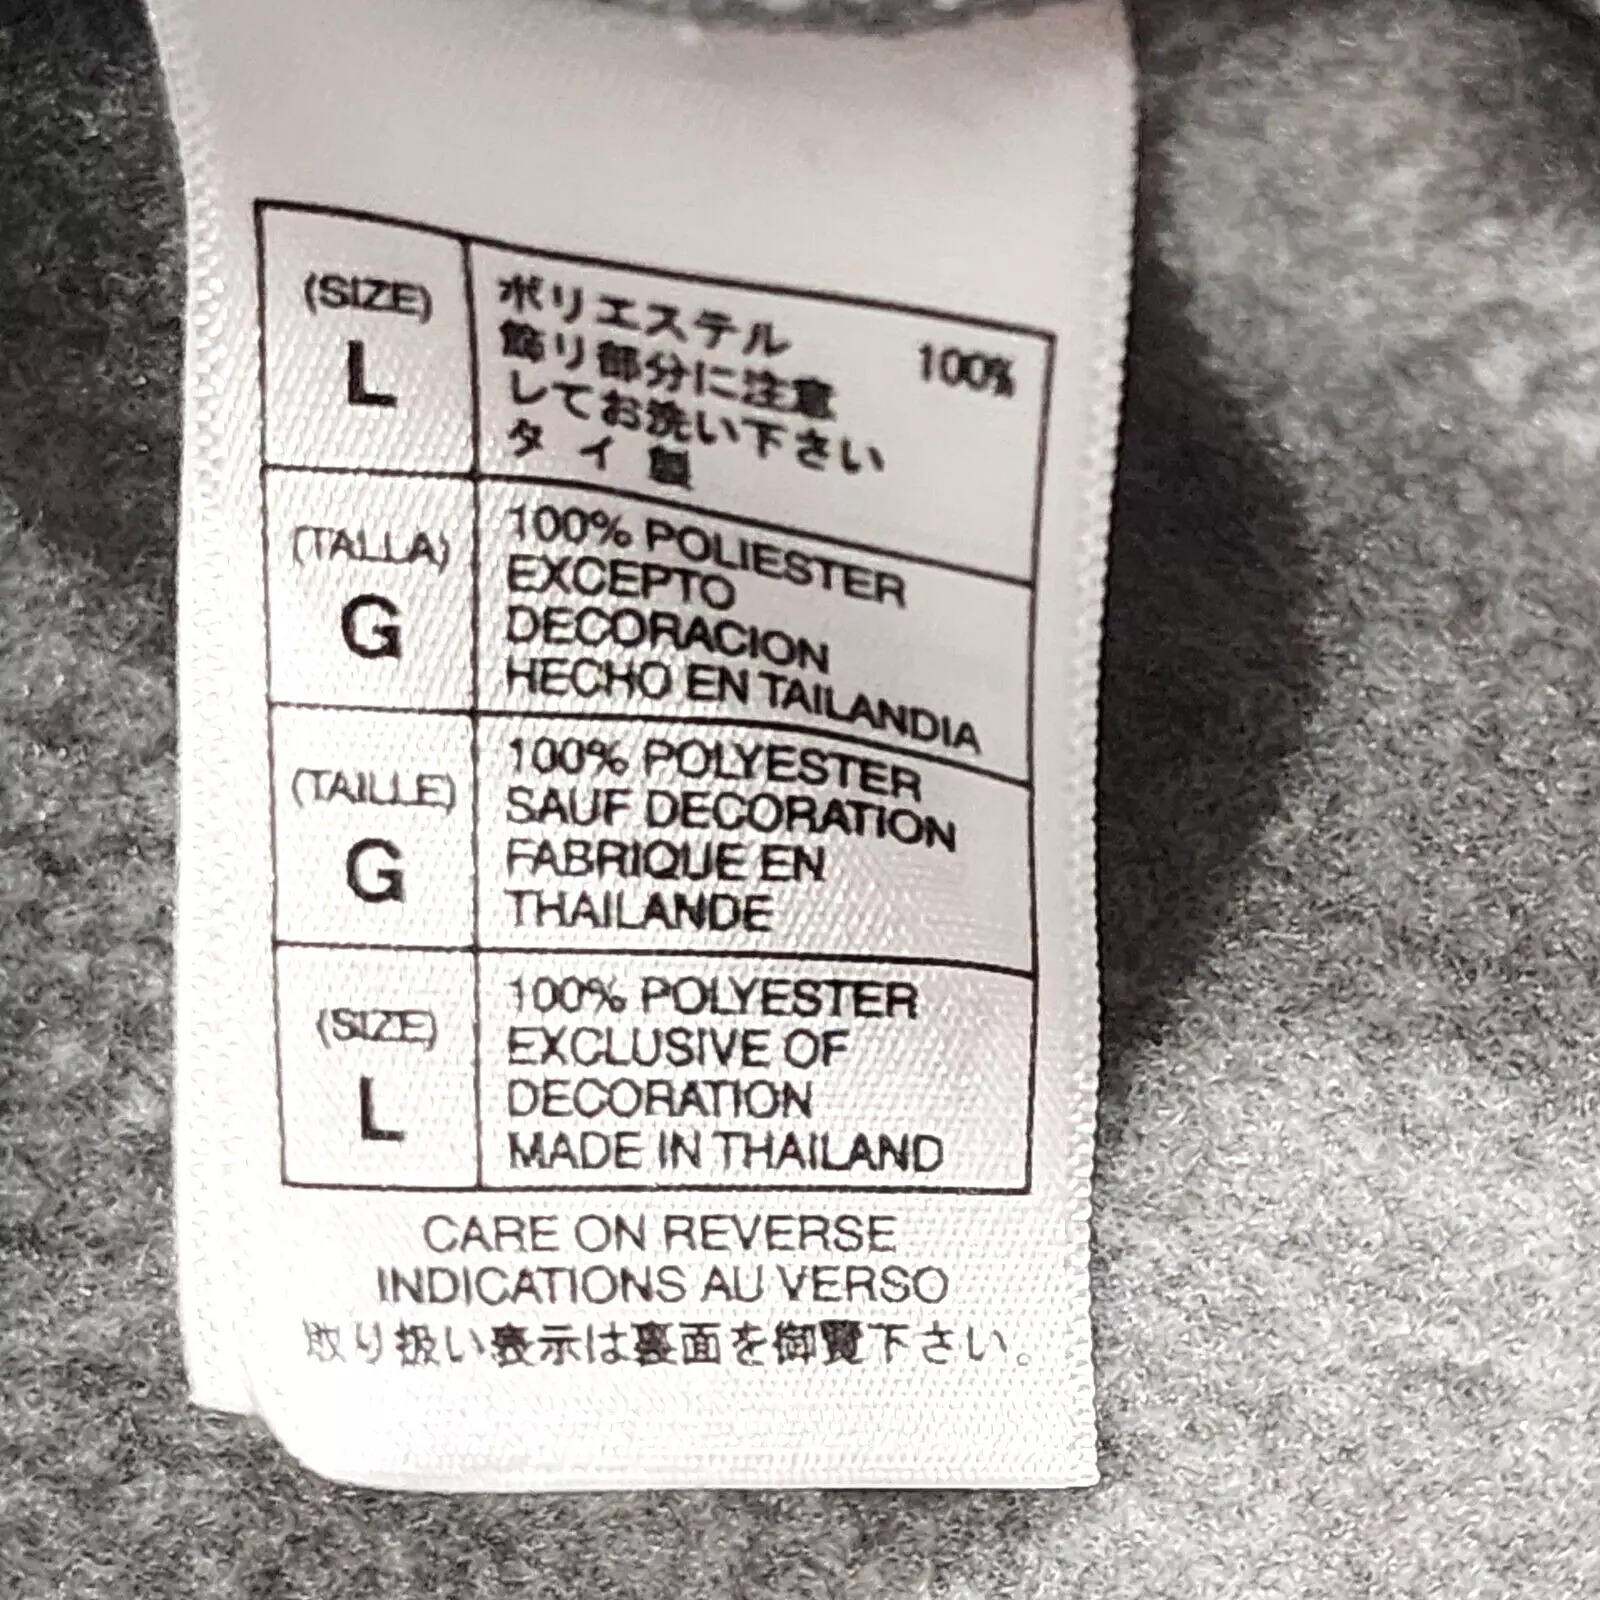 (SIZE)
L
ポリエステル 100%
飾り部分に注意
してお洗い下さい
タイ製
(TALLA)
G
100% POLIESTER
EXCEPTO
DECORACION
HECHO EN TAILANDIA
(TAILLE)
G
100% POLYESTER
SAUF DECORATION
FABRIQUE EN
THAILANDE
(SIZE)
L
100% POLYESTER
EXCLUSIVE OF
DECORATION
MADE IN THAILAND
CARE ON REVERSE
INDICATIONS AU VERSO
取り扱い表示は裏面を御覧下さい。